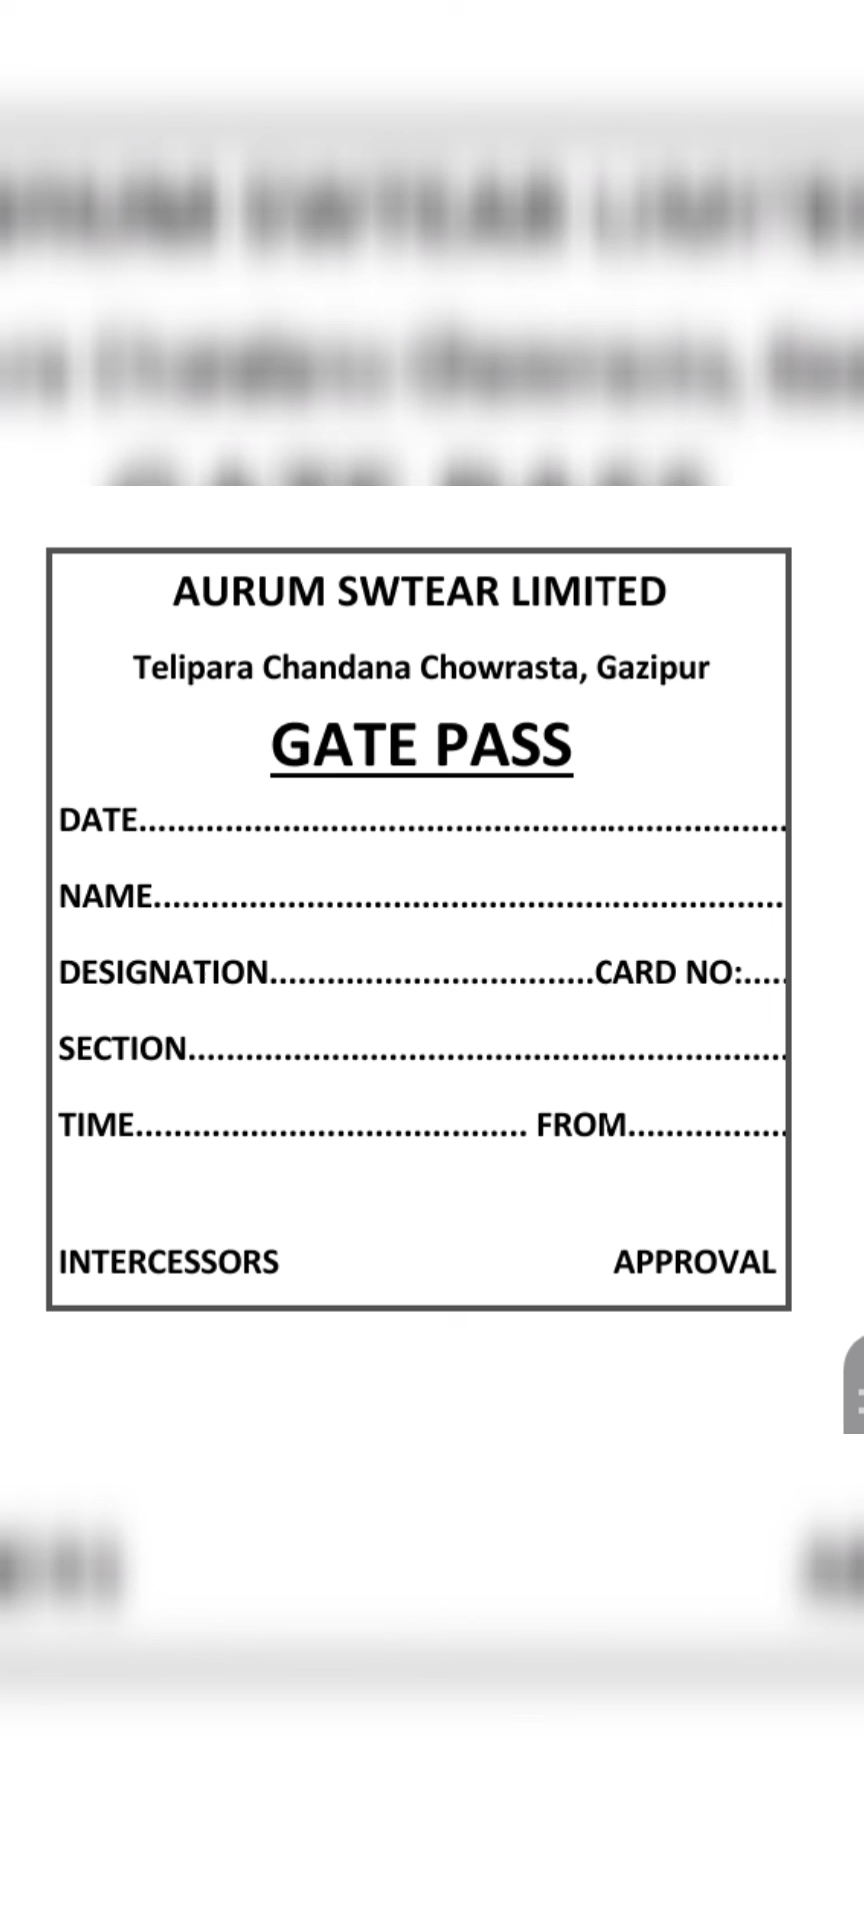 AURUM SWTEAR LIMITED
Telipara Chandana Chowrasta, Gazipur
GATE PASS
DATE................................................................................
NAME..............................................................................
DESIGNATION..................................CARD NO:.....
SECTION..........................................................................
TIME......................................... FROM.................
INTERCESSORS APPROVAL